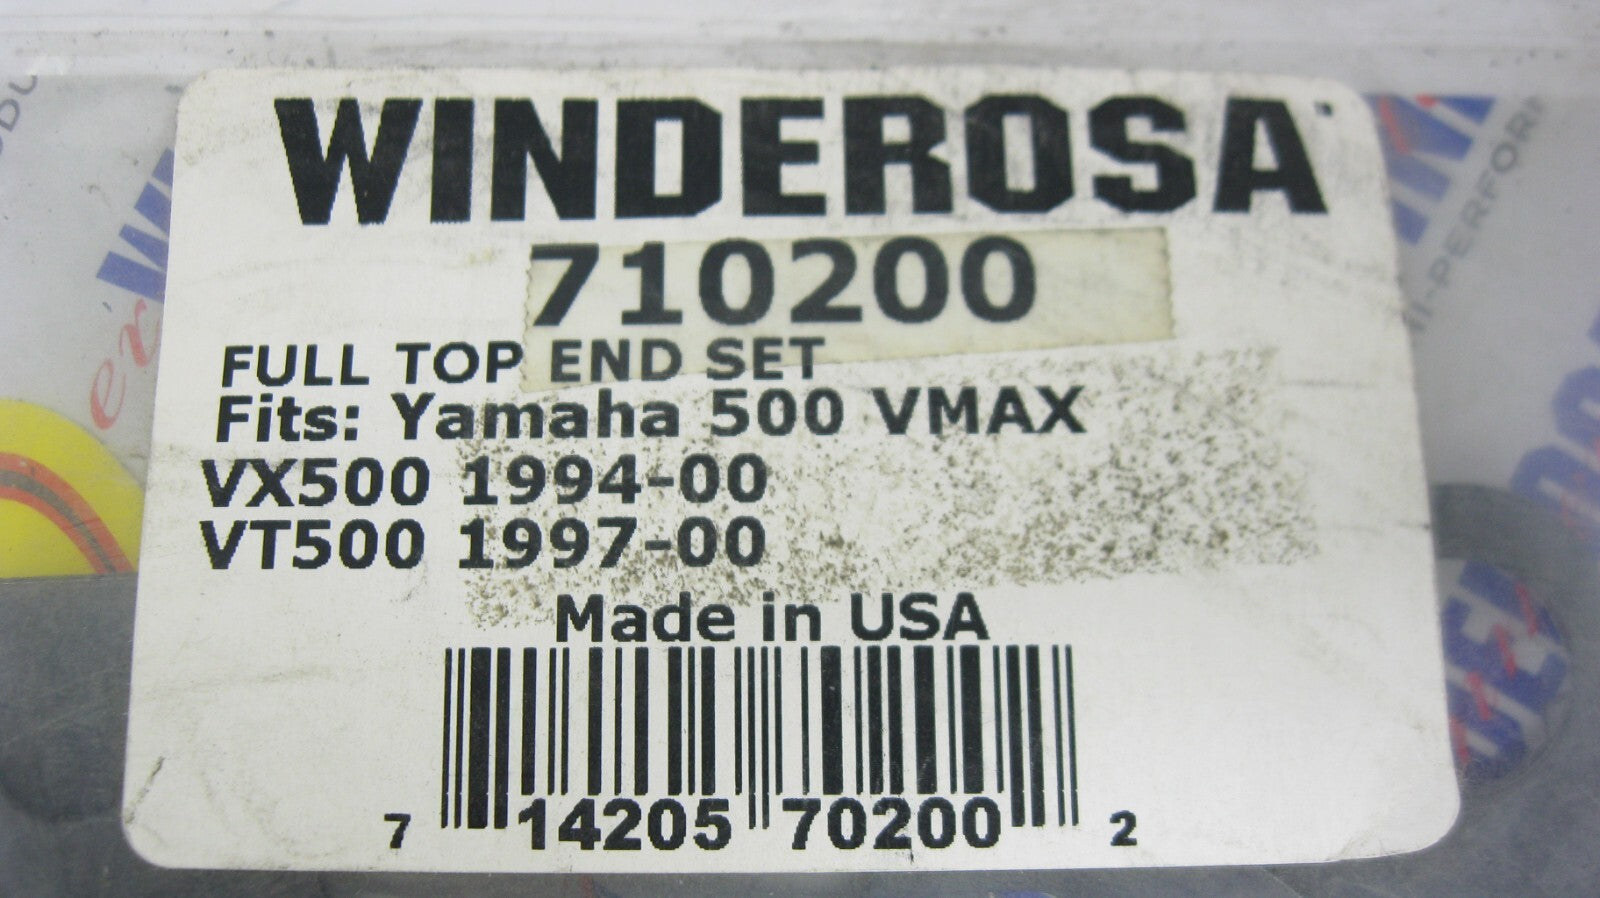 WINDEROSA
710200
FULL TOP END SET
Fits: Yamaha 500 VMAX
VX500 1994-00
VT500 1997-00
Made in USA
7 14205 70200 2